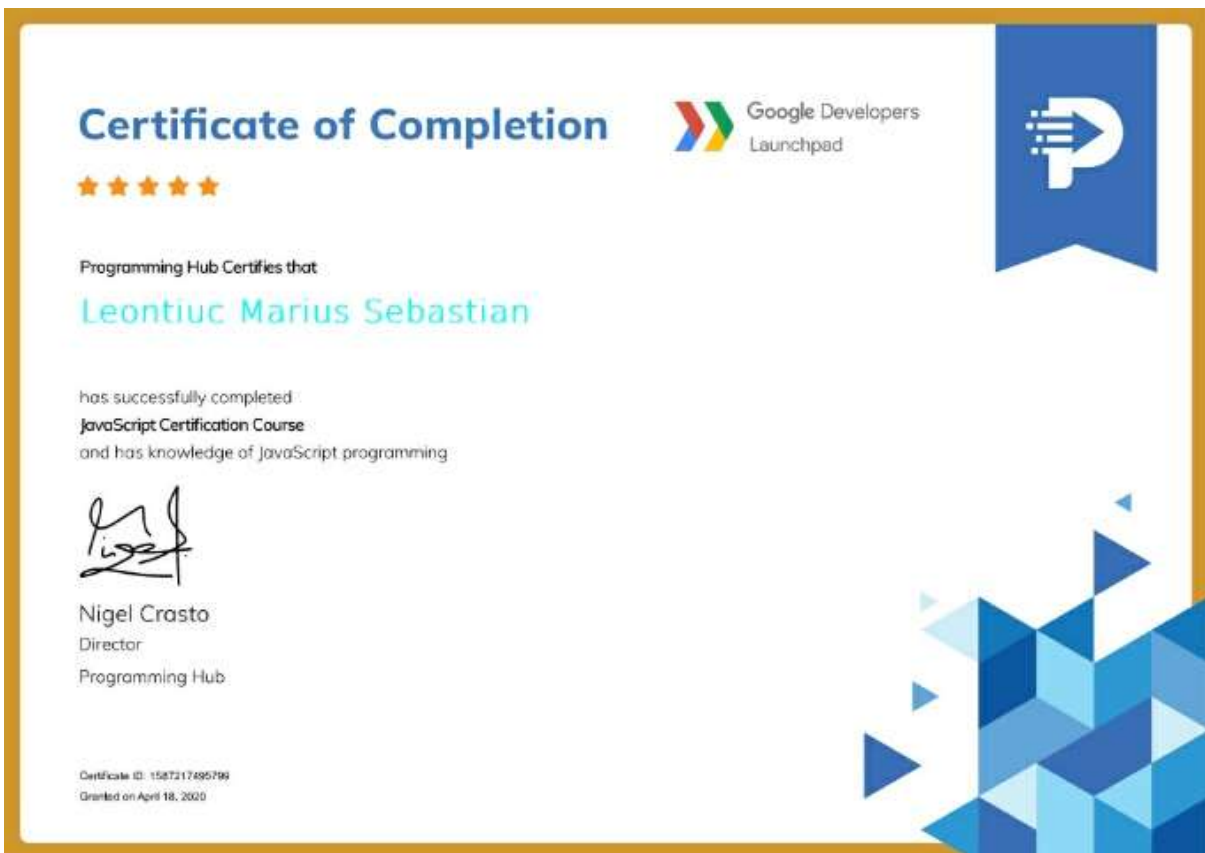 Certificate of Completion
Google Developers
Launchpad
Programming Hub Certifies that
Leontiuc Marius Sebastian
has successfully completed
JavaScript Certification Course
and has knowledge of JavaScript programming
Nigel Crasto
Director
Programming Hub
Certificate ID: 1587217495799
Granted on April 18, 2020